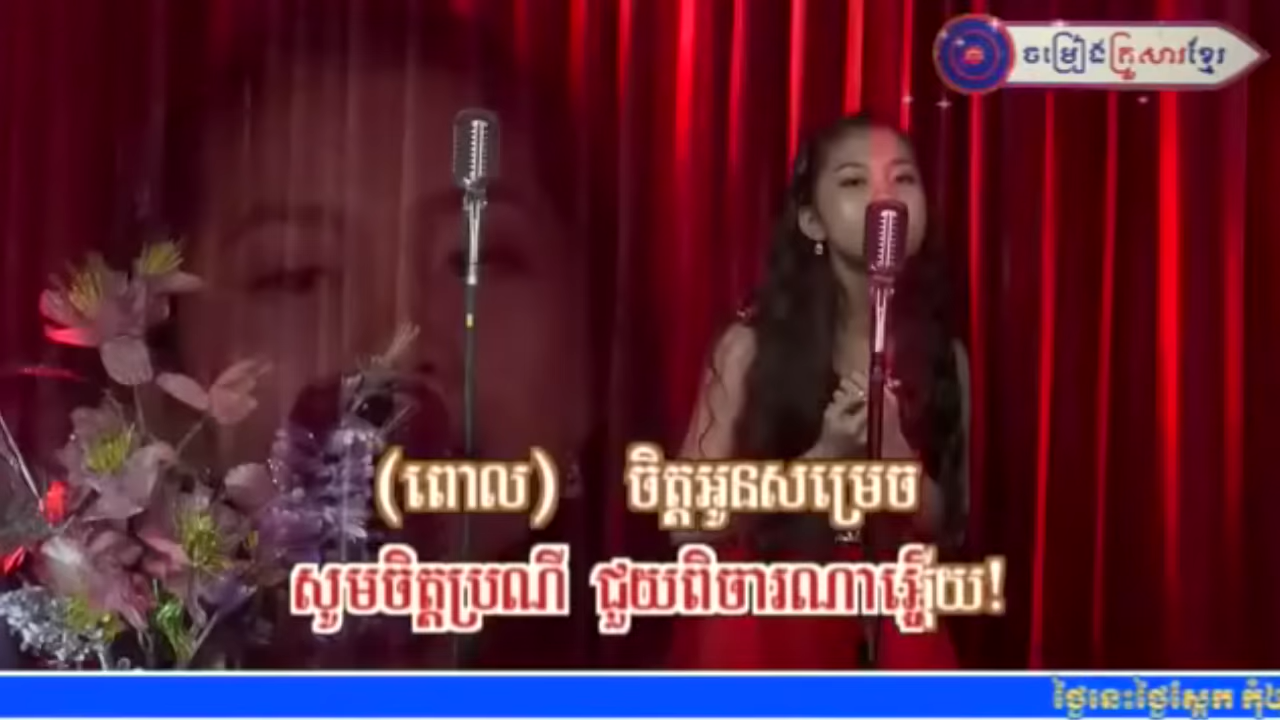 ចម្រៀងគ្រួសារខ្មែរ
(ពោល) ចិត្តអូនសម្រេច
សូមចិត្តប្រណី ជួយពិចារណាអ្ហើយ!
ថ្ងៃនេះថ្ងៃស្អែក